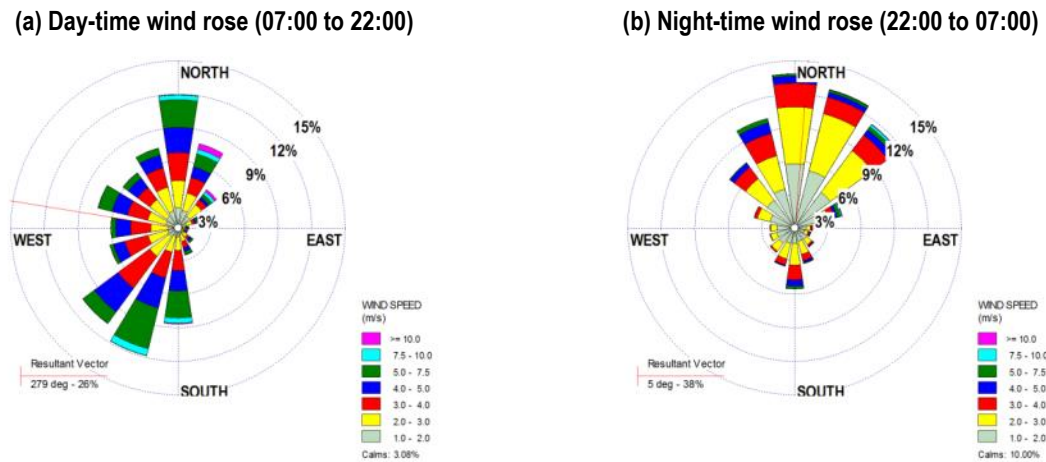 (a) Day-time wind rose (07:00 to 22:00)
NORTH
15%
12%
9%
6%
3%
WEST
EAST
SOUTH
WIND SPEED
(m/s)
>= 10.0
7.5 - 10.0
5.0 - 7.5
4.0 - 5.0
3.0 - 4.0
2.0 - 3.0
1.0 - 2.0
Calms: 3.08%
Resultant Vector
279 deg - 26%
(b) Night-time wind rose (22:00 to 07:00)
NORTH
15%
12%
9%
6%
3%
WEST
EAST
SOUTH
WIND SPEED
(m/s)
>= 10.0
7.5 - 10.0
5.0 - 7.5
4.0 - 5.0
3.0 - 4.0
2.0 - 3.0
1.0 - 2.0
Calms: 10.00%
Resultant Vector
5 deg - 38%